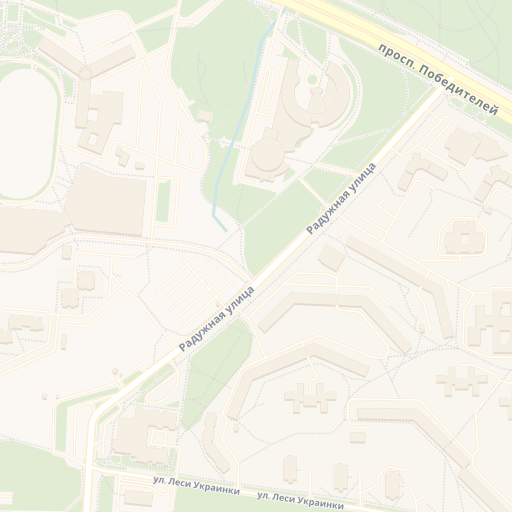 просп. Победителей
Радужная улица
Радужная улица
ул. Леси Украинки
ул. Леси Украинки